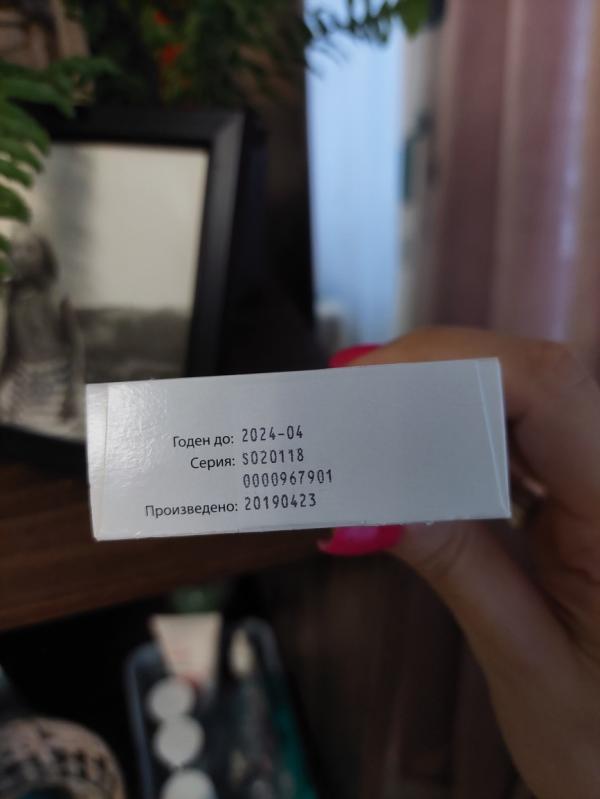 Годен до: 2024-04
Серия: S020118
0000967901
Произведено: 20190423